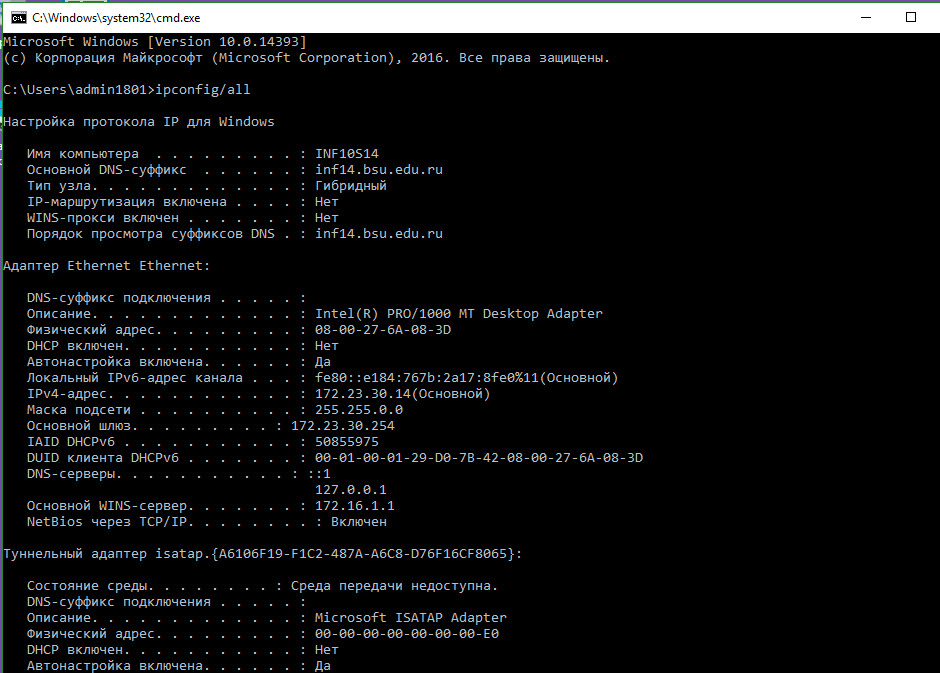 C:\Windows\system32\cmd.exe
Microsoft Windows [Version 10.0.14393]
(c) Корпорация Майкрософт (Microsoft Corporation), 2016. Все права защищены.
C:\Users\admin1801>ipconfig/all
Настройка протокола IP для Windows
Имя компьютера  . . . . . . . . . : INF10S14
Основной DNS-суффикс  . . . . . . : inf14.bsu.edu.ru
Тип узла. . . . . . . . . . . . . : Гибридный
IP-маршрутизация включена . . . . : Нет
WINS-прокси включен . . . . . . . : Нет
Порядок просмотра суффиксов DNS . : inf14.bsu.edu.ru
Адаптер Ethernet Ethernet:
DNS-суффикс подключения . . . . . :
Описание. . . . . . . . . . . . . : Intel(R) PRO/1000 MT Desktop Adapter
Физический адрес. . . . . . . . . : 08-00-27-6A-08-3D
DHCP включен. . . . . . . . . . . : Нет
Автонастройка включена. . . . . . : Да
Локальный IPv6-адрес канала . . . : fe80::e184:767b:2a17:8fe0%11(Основной)
IPv4-адрес. . . . . . . . . . . . : 172.23.30.14(Основной)
Маска подсети . . . . . . . . . . : 255.255.0.0
Основной шлюз. . . . . . . . . : 172.23.30.254
IAID DHCPv6 . . . . . . . . . . . : 50855975
DUID клиента DHCPv6 . . . . . . . : 00-01-00-01-29-D0-7B-42-08-00-27-6A-08-3D
DNS-серверы. . . . . . . . . . . : ::1
127.0.0.1
Основной WINS-сервер. . . . . . . : 172.16.1.1
NetBios через TCP/IP. . . . . . . . : Включен
Туннельный адаптер isatap.{A6106F19-F1C2-487A-A6C8-D76F16CF8065}:
Состояние среды. . . . . . . . : Среда передачи недоступна.
DNS-суффикс подключения . . . . . :
Описание. . . . . . . . . . . . . : Microsoft ISATAP Adapter
Физический адрес. . . . . . . . . : 00-00-00-00-00-00-00-E0
DHCP включен. . . . . . . . . . . : Нет
Автонастройка включена. . . . . . : Да